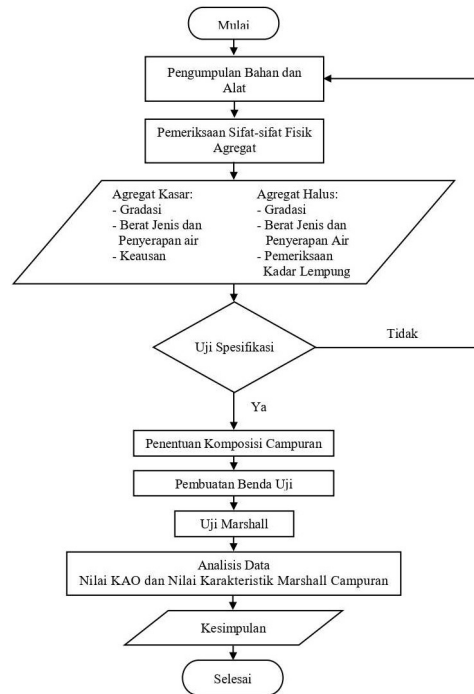 Mulai
Pengumpulan Bahan dan
Alat
Pemeriksaan Sifat-sifat Fisik
Agregat
Agregat Kasar:
- Gradasi
- Berat Jenis dan
Penyerapan air
- Keausan
Agregat Halus:
- Gradasi
- Berat Jenis dan
Penyerapan Air
- Pemeriksaan
Kadar Lempung
Uji Spesifikasi
Tidak
Ya
Penentuan Komposisi Campuran
Pembuatan Benda Uji
Uji Marshall
Analisis Data
Nilai KAO dan Nilai Karakteristik Marshall Campuran
Kesimpulan
Selesai